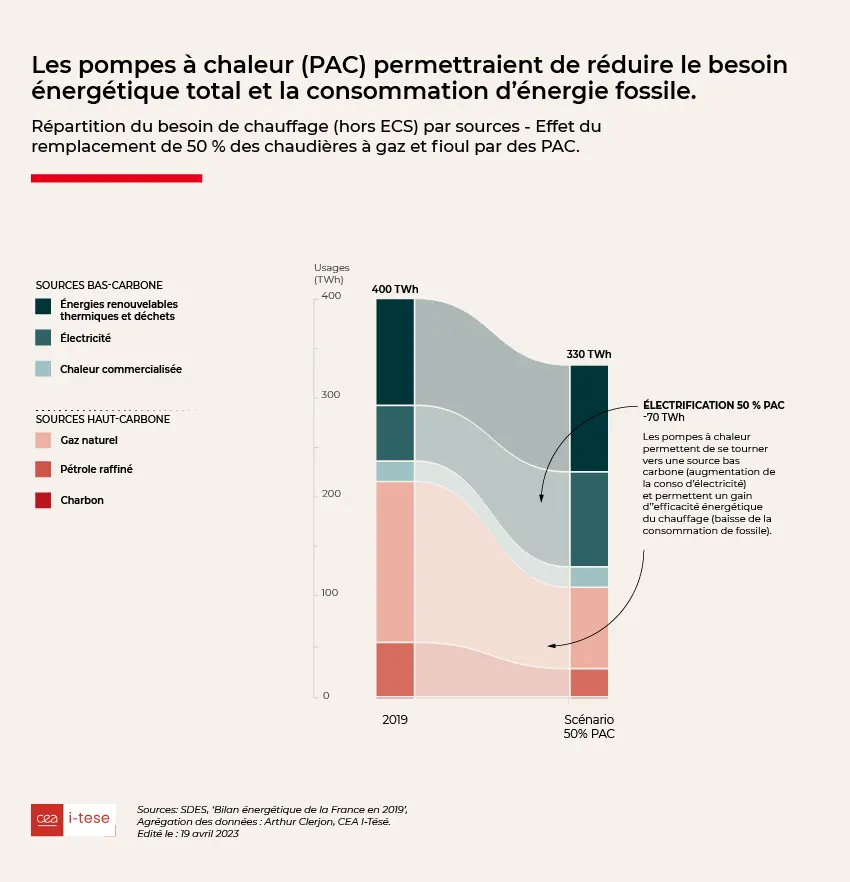 Les pompes à chaleur (PAC) permettraient de réduire le besoin
énergétique total et la consommation d'énergie fossile.
Répartition du besoin de chauffage (hors ECS) par sources - Effet du
remplacement de 50 % des chaudières à gaz et fioul par des PAC.
SOURCES BAS-CARBONE
Énergies renouvelables
thermiques et déchets
Électricité
Chaleur commercialisée
SOURCES HAUT-CARBONE
Gaz naturel
Pétrole raffiné
Charbon
Usages
(TWh)
400
300
200
100
0
400 TWh
330 TWh
2019
Scénario
50% PAC
ÉLECTRIFICATION 50 % PAC
-70 TWh
Les pompes à chaleur
permettent de se tourner
vers une source bas
carbone (augmentation de
la conso d'électricité)
et permettent un gain
d''efficacité énergétique
du chauffage (baisse de la
consommation de fossile).
cea i-tese
Sources: SDES, 'Bilan énergétique de la France en 2019',
Agrégation des données : Arthur Clerjon, CEA I-Tésé.
Edité le : 19 avril 2023